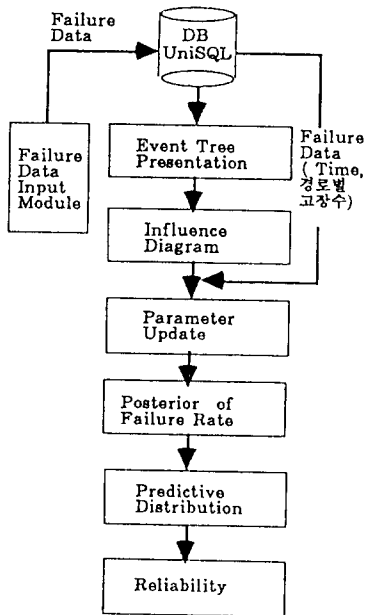 Failure
Data
DB
UniSQL
Failure
Data
Input
Module
Event Tree
Presentation
Failure
Data
( Time,
경로별
고장수)
Influence
Diagram
Parameter
Update
Posterior of
Failure Rate
Predictive
Distribution
Reliability